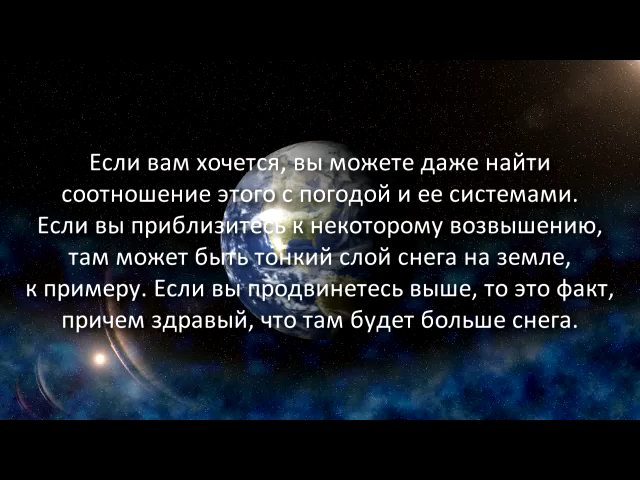 Если вам хочется, вы можете даже найти
соотношение этого с погодой и ее системами.
Если вы приблизитесь к некоторому возвышению,
там может быть тонкий слой снега на земле,
к примеру. Если вы продвинетесь выше, то это факт,
причем здравый, что там будет больше снега.